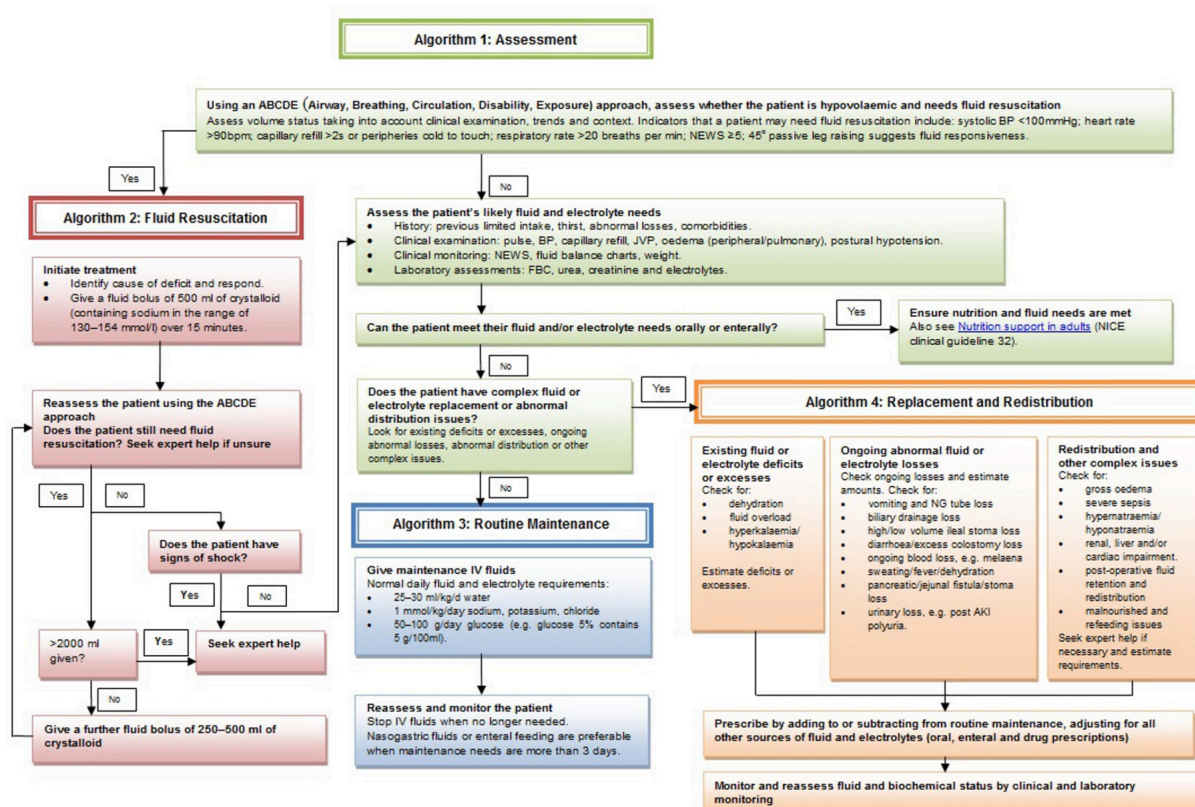 Algorithm 1: Assessment
Using an ABCDE (Airway, Breathing, Circulation, Disability, Exposure) approach, assess whether the patient is hypovolaemic and needs fluid resuscitation
Assess volume status taking into account clinical examination, trends and context. Indicators that a patient may need fluid resuscitation include: systolic BP <100mmHg; heart rate
>90bpm; capillary refill >2s or peripheries cold to touch; respiratory rate >20 breaths per min; NEWS ≥5; 45° passive leg raising suggests fluid responsiveness.
Yes
No
Algorithm 2: Fluid Resuscitation
Initiate treatment
• Identify cause of deficit and respond.
• Give a fluid bolus of 500 ml of crystalloid
(containing sodium in the range of
130–154 mmol/l) over 15 minutes.
Reassess the patient using the ABCDE
approach
Does the patient still need fluid
resuscitation? Seek expert help if unsure
Yes
No
Does the patient have
signs of shock?
Yes
No
>2000 ml
given?
Yes
Seek expert help
No
Give a further fluid bolus of 250–500 ml of
crystalloid
Assess the patient's likely fluid and electrolyte needs
• History: previous limited intake, thirst, abnormal losses, comorbidities.
• Clinical examination: pulse, BP, capillary refill, JVP, oedema (peripheral/pulmonary), postural hypotension.
• Clinical monitoring: NEWS, fluid balance charts, weight.
• Laboratory assessments: FBC, urea, creatinine and electrolytes.
Can the patient meet their fluid and/or electrolyte needs orally or enterally?
Yes
Ensure nutrition and fluid needs are met
Also see Nutrition support in adults (NICE
clinical guideline 32).
No
Does the patient have complex fluid or
electrolyte replacement or abnormal
distribution issues?
Look for existing deficits or excesses, ongoing
abnormal losses, abnormal distribution or other
complex issues.
Yes
No
Algorithm 3: Routine Maintenance
Give maintenance IV fluids
Normal daily fluid and electrolyte requirements:
• 25–30 ml/kg/d water
• 1 mmol/kg/day sodium, potassium, chloride
• 50–100 g/day glucose (e.g. glucose 5% contains
5 g/100ml).
Reassess and monitor the patient
Stop IV fluids when no longer needed.
Nasogastric fluids or enteral feeding are preferable
when maintenance needs are more than 3 days.
Algorithm 4: Replacement and Redistribution
Existing fluid or
electrolyte deficits
or excesses
Check for:
• dehydration
• fluid overload
• hyperkalaemia/
hypokalaemia
Estimate deficits or
excesses.
Ongoing abnormal fluid or
electrolyte losses
Check ongoing losses and estimate
amounts. Check for:
• vomiting and NG tube loss
• biliary drainage loss
• high/low volume ileal stoma loss
• diarrhoea/excess colostomy loss
• ongoing blood loss, e.g. melaena
• sweating/fever/dehydration
• pancreatic/jejunal fistula/stoma
loss
• urinary loss, e.g. post AKI
polyuria.
Redistribution and
other complex issues
Check for:
• gross oedema
• severe sepsis
• hypernatraemia/
hyponatraemia
• renal, liver and/or
cardiac impairment.
• post-operative fluid
retention and
redistribution
• malnourished and
refeeding issues
Seek expert help if
necessary and estimate
requirements.
Prescribe by adding to or subtracting from routine maintenance, adjusting for all
other sources of fluid and electrolytes (oral, enteral and drug prescriptions)
Monitor and reassess fluid and biochemical status by clinical and laboratory
monitoring